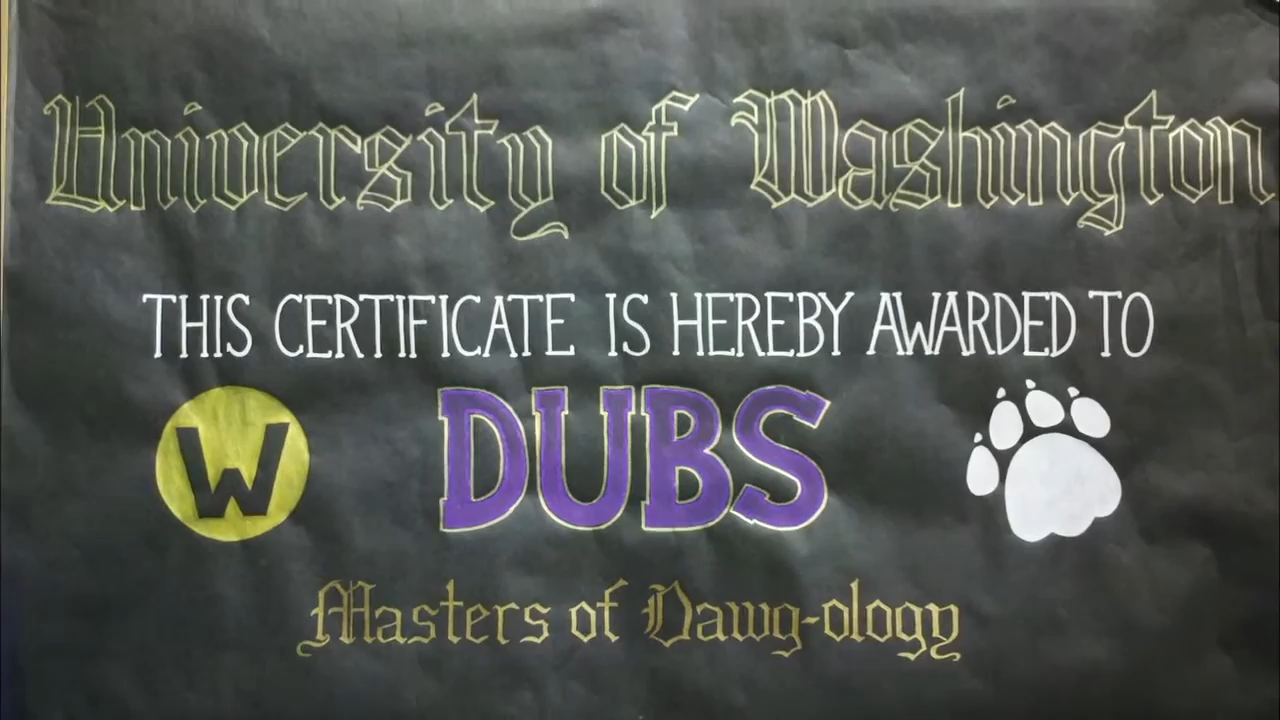 University of Washington
THIS CERTIFICATE IS HEREBY AWARDED TO
W
DUBS
Masters of Dawg-ology